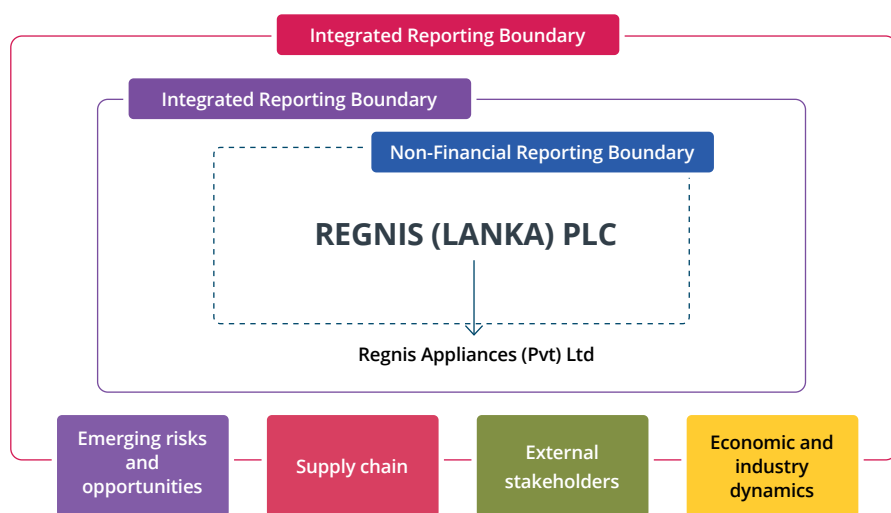 Integrated Reporting Boundary
Integrated Reporting Boundary
Non-Financial Reporting Boundary
REGNIS (LANKA) PLC
Regnis Appliances (Pvt) Ltd
Emerging risks
and
opportunities
Supply chain
External
stakeholders
Economic and
industry
dynamics